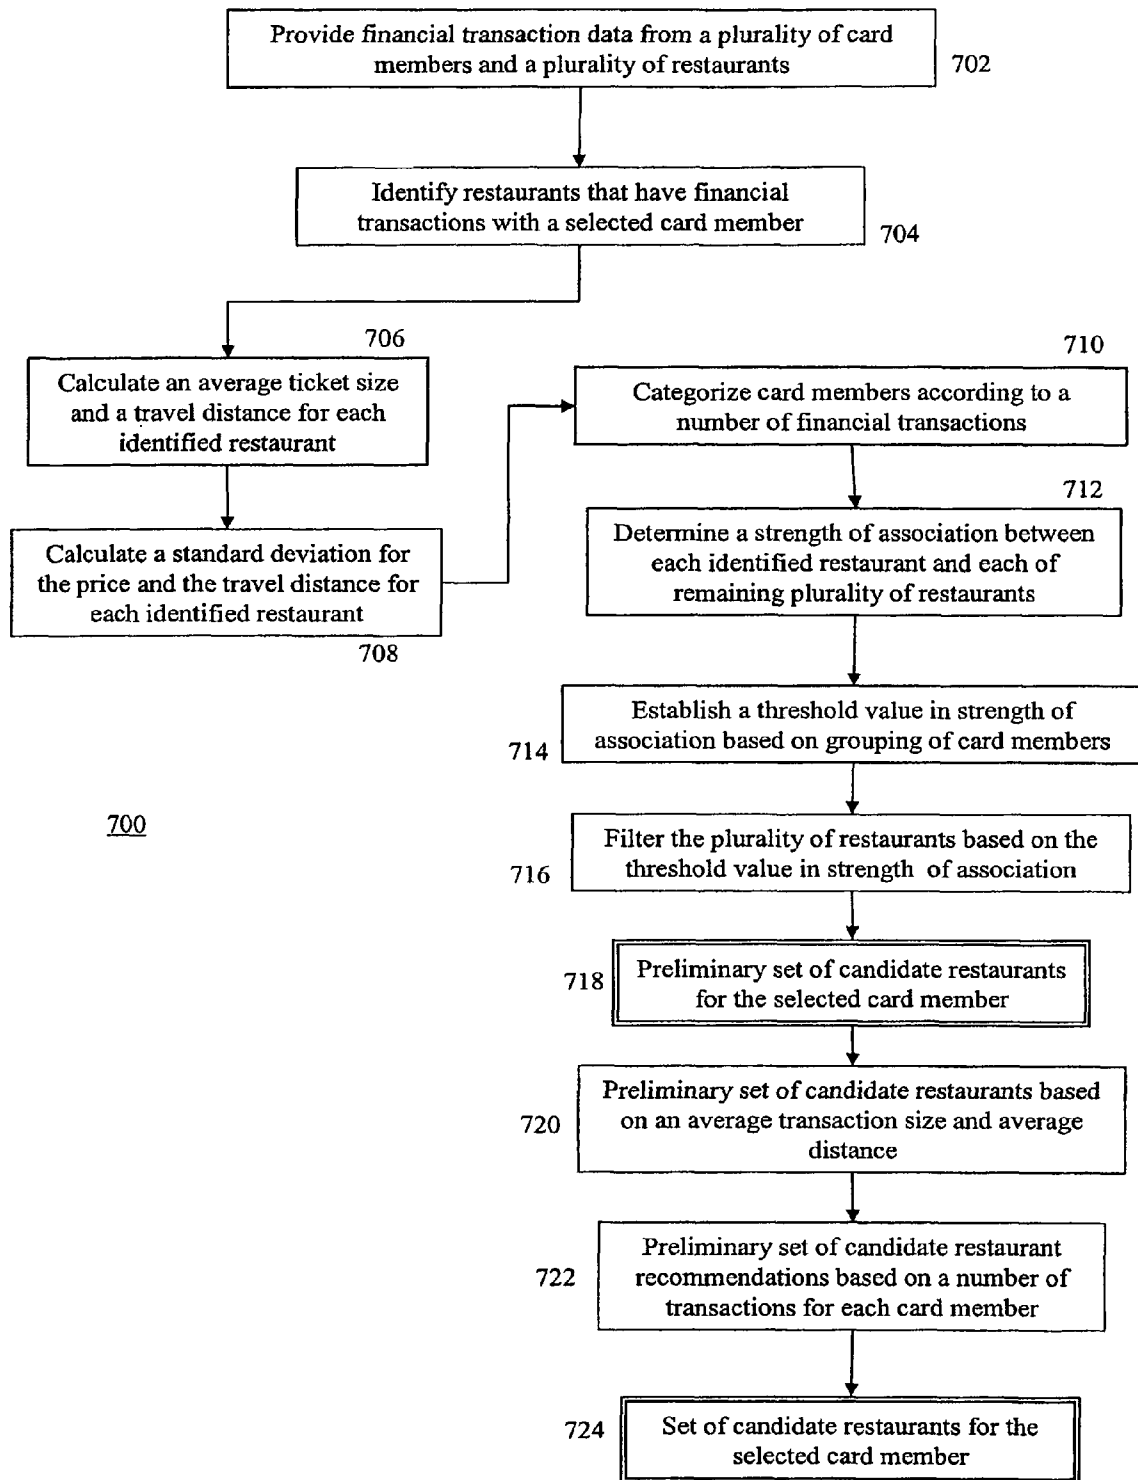 Provide financial transaction data from a plurality of card
members and a plurality of restaurants
702
Identify restaurants that have financial
transactions with a selected card member
704
706
Calculate an average ticket size
and a travel distance for each
identified restaurant
Calculate a standard deviation for
the price and the travel distance for
each identified restaurant
708
710
Categorize card members according to a
number of financial transactions
712
Determine a strength of association between
each identified restaurant and each of
remaining plurality of restaurants
Establish a threshold value in strength of
association based on grouping of card members
714
700
Filter the plurality of restaurants based on the
threshold value in strength of association
716
718
Preliminary set of candidate restaurants
for the selected card member
Preliminary set of candidate restaurants based
on an average transaction size and average
distance
720
Preliminary set of candidate restaurant
recommendations based on a number of
transactions for each card member
722
724
Set of candidate restaurants for the
selected card member